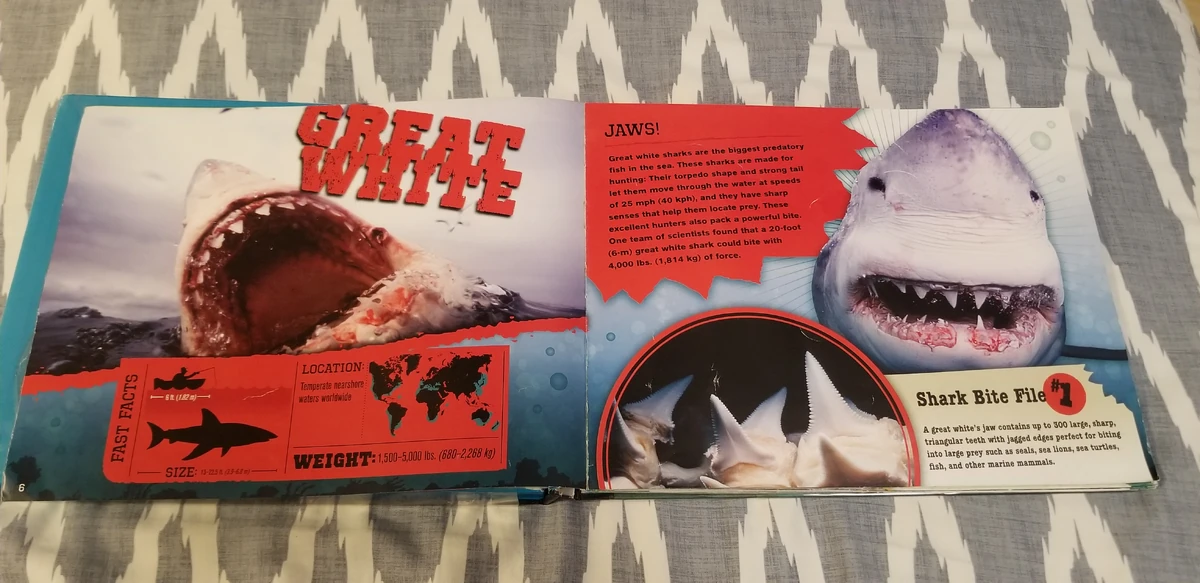 GREAT
WHITE
FAST FACTS
6 ft. (1.82 m)
SIZE:
LOCATION:
Temperate nearshore
waters worldwide
WEIGHT: 1,500-5,000 lbs. (680-2,268 kg)
6
JAWS!
Great white sharks are the biggest predatory
fish in the sea. These sharks are made for
hunting: Their torpedo shape and strong tail
let them move through the water at speeds
of 25 mph (40 kph), and they have sharp
senses that help them locate prey. These
excellent hunters also pack a powerful bite.
One team of scientists found that a 20-foot
(6-m) great white shark could bite with
4,000 lbs. (1,814 kg) of force.
Shark Bite File #1
A great white's jaw contains up to 300 large, sharp,
triangular teeth with jagged edges perfect for biting
into large prey such as seals, sea lions, sea turtles,
fish, and other marine mammals.